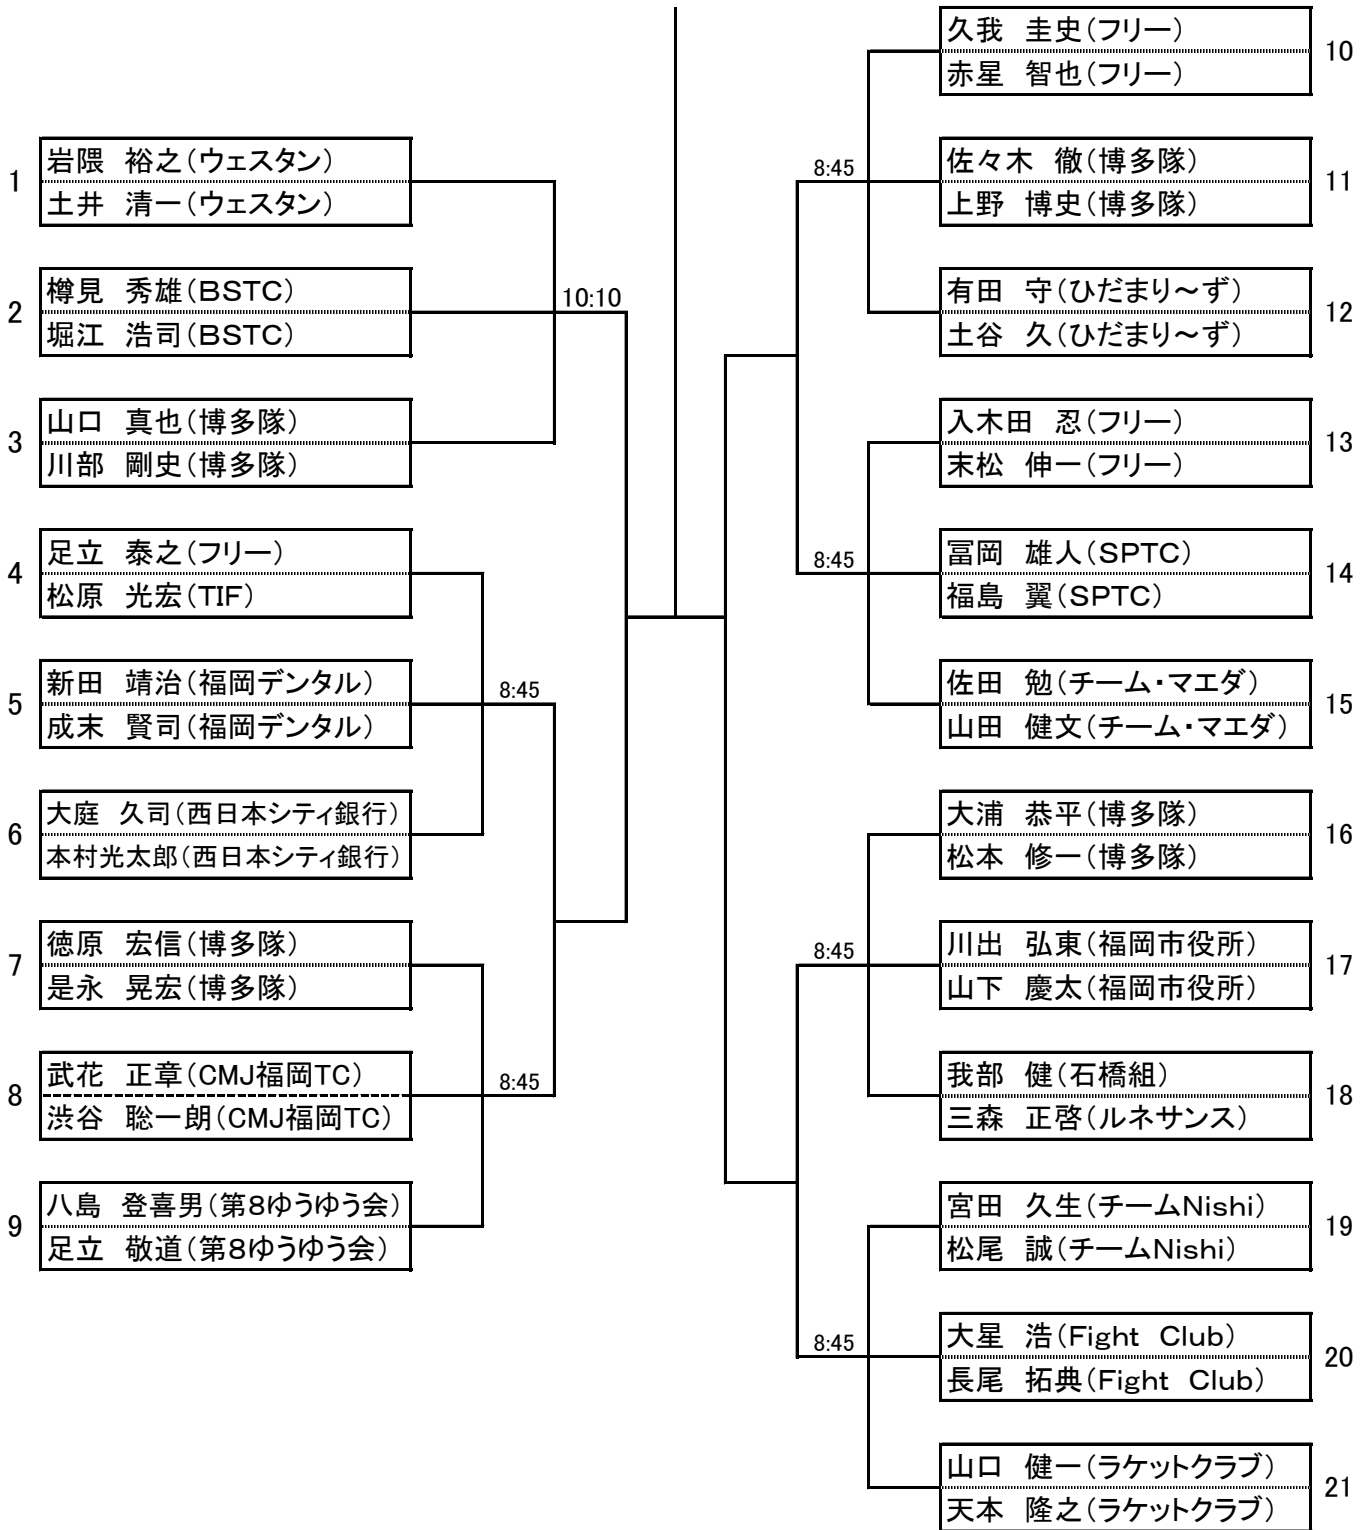 1
岩隈　裕之(ウェスタン)
土井　清一(ウェスタン)
2
樽見　秀雄(BSTC)
堀江　浩司(BSTC)
10:10
3
山口　真也(博多隊)
川部　剛史(博多隊)
4
足立　泰之(フリー)
松原　光宏(TIF)
5
新田　靖治(福岡デンタル)
成末　賢司(福岡デンタル)
8:45
6
大庭　久司(西日本シティ銀行)
本村光太郎(西日本シティ銀行)
7
徳原　宏信(博多隊)
是永　晃宏(博多隊)
8
武花　正章(CMJ福岡TC)
渋谷　聡一朗(CMJ福岡TC)
8:45
9
八島　登喜男(第8ゆうゆう会)
足立　敬道(第8ゆうゆう会)
久我　圭史(フリー)
赤星　智也(フリー)
10
8:45
佐々木　徹(博多隊)
上野　博史(博多隊)
11
有田　守(ひだまり～ず)
土谷　久(ひだまり～ず)
12
入木田　忍(フリー)
末松　伸一(フリー)
13
8:45
冨岡　雄人(SPTC)
福島　翼(SPTC)
14
佐田　勉(チーム・マエダ)
山田　健文(チーム・マエダ)
15
大浦　恭平(博多隊)
松本　修一(博多隊)
16
8:45
川出　弘東(福岡市役所)
山下　慶太(福岡市役所)
17
我部　健(石橋組)
三森　正啓(ルネサンス)
18
宮田　久生(チームNishi)
松尾　誠(チームNishi)
19
8:45
大星　浩(Fight　Club)
長尾　拓典(Fight　Club)
20
山口　健一(ラケットクラブ)
天本　隆之(ラケットクラブ)
21